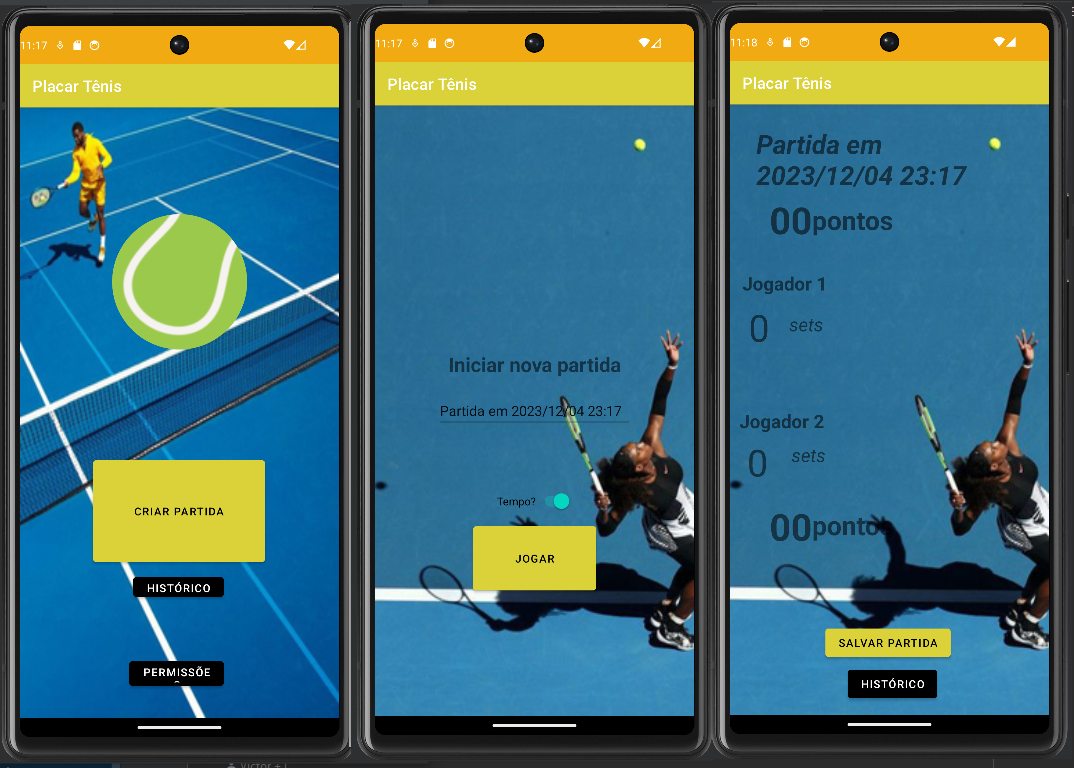 11:17
Placar Tênis
CRIAR PARTIDA
HISTÓRICO
PERMISSÕE
11:17
Placar Tênis
Iniciar nova partida
Partida em 2023/12/04 23:17
Tempo?
JOGAR
11:18
Placar Tênis
Partida em
2023/12/04 23:17
00pontos
Jogador 1
0 sets
Jogador 2
0 sets
00ponto
SALVAR PARTIDA
HISTÓRICO